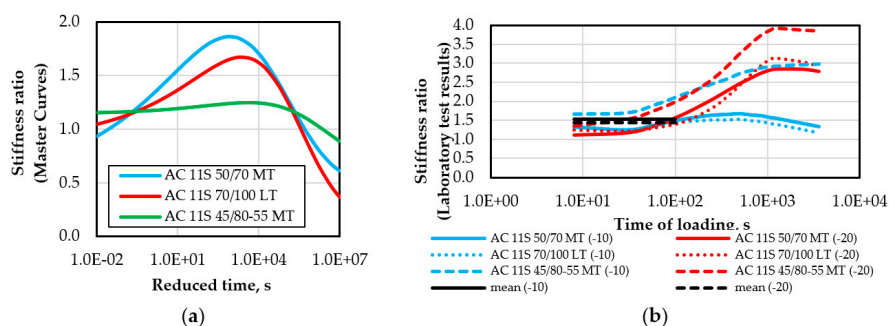 (a)
Stiffness ratio
(Master Curves)
2.0
1.5
1.0
0.5
0.0
AC 11S 50/70 MT
AC 11S 70/100 LT
AC 11S 45/80-55 MT
1.0E-02 1.0E+01 1.0E+04 1.0E+07
Reduced time, s
(a)
(b)
Stiffness ratio
(Laboratory test results)
4.0
3.5
3.0
2.5
2.0
1.5
1.0
0.5
0.0
1.0E+00 1.0E+01 1.0E+02 1.0E+03 1.0E+04
Time of loading, s
AC 11S 50/70 MT (-10) AC 11S 50/70 MT (-20)
AC 11S 70/100 LT (-10) AC 11S 70/100 LT (-20)
AC 11S 45/80-55 MT (-10) AC 11S 45/80-55 MT (-20)
mean (-10) mean (-20)
(b)